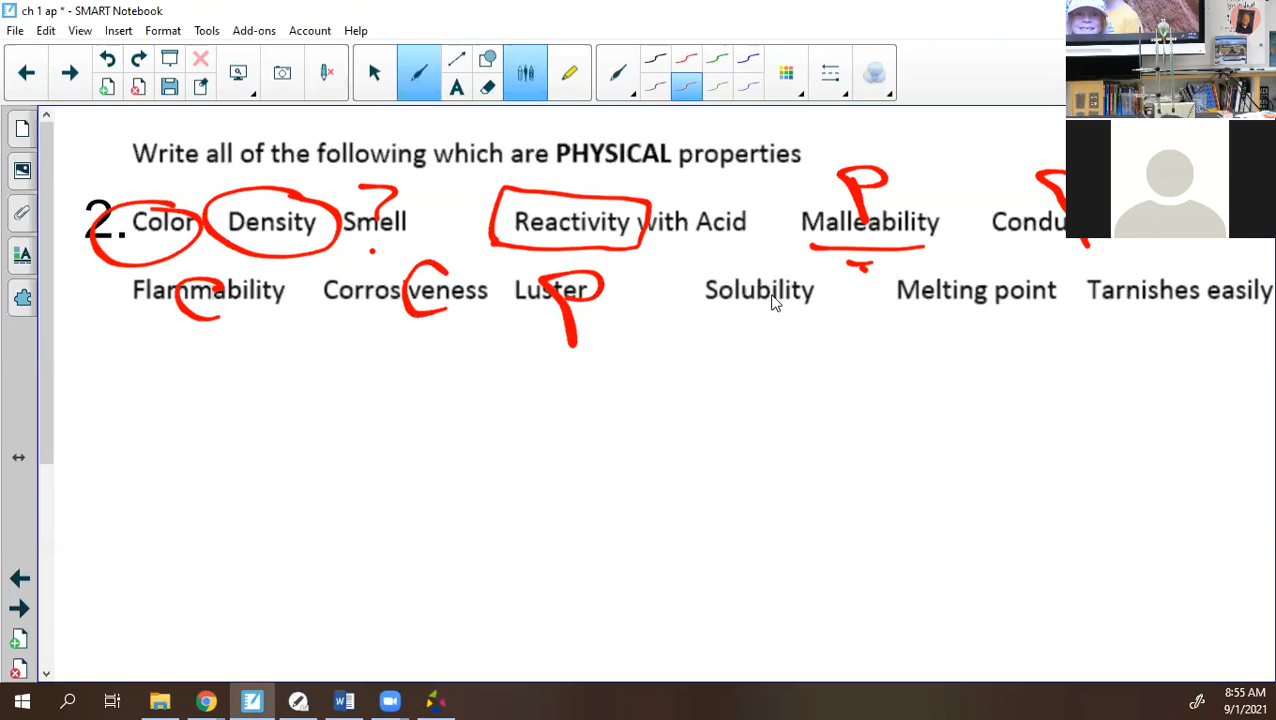 ch 1 ap * - SMART Notebook
File Edit View Insert Format Tools Add-ons Account Help
Write all of the following which are PHYSICAL properties
P P
2. Color Density Smell ? Reactivity with Acid Malleability Condu
Flammability Corrosiveness Luster Solubility Melting point Tarnishes easily
C C P
8:55 AM
9/1/2021